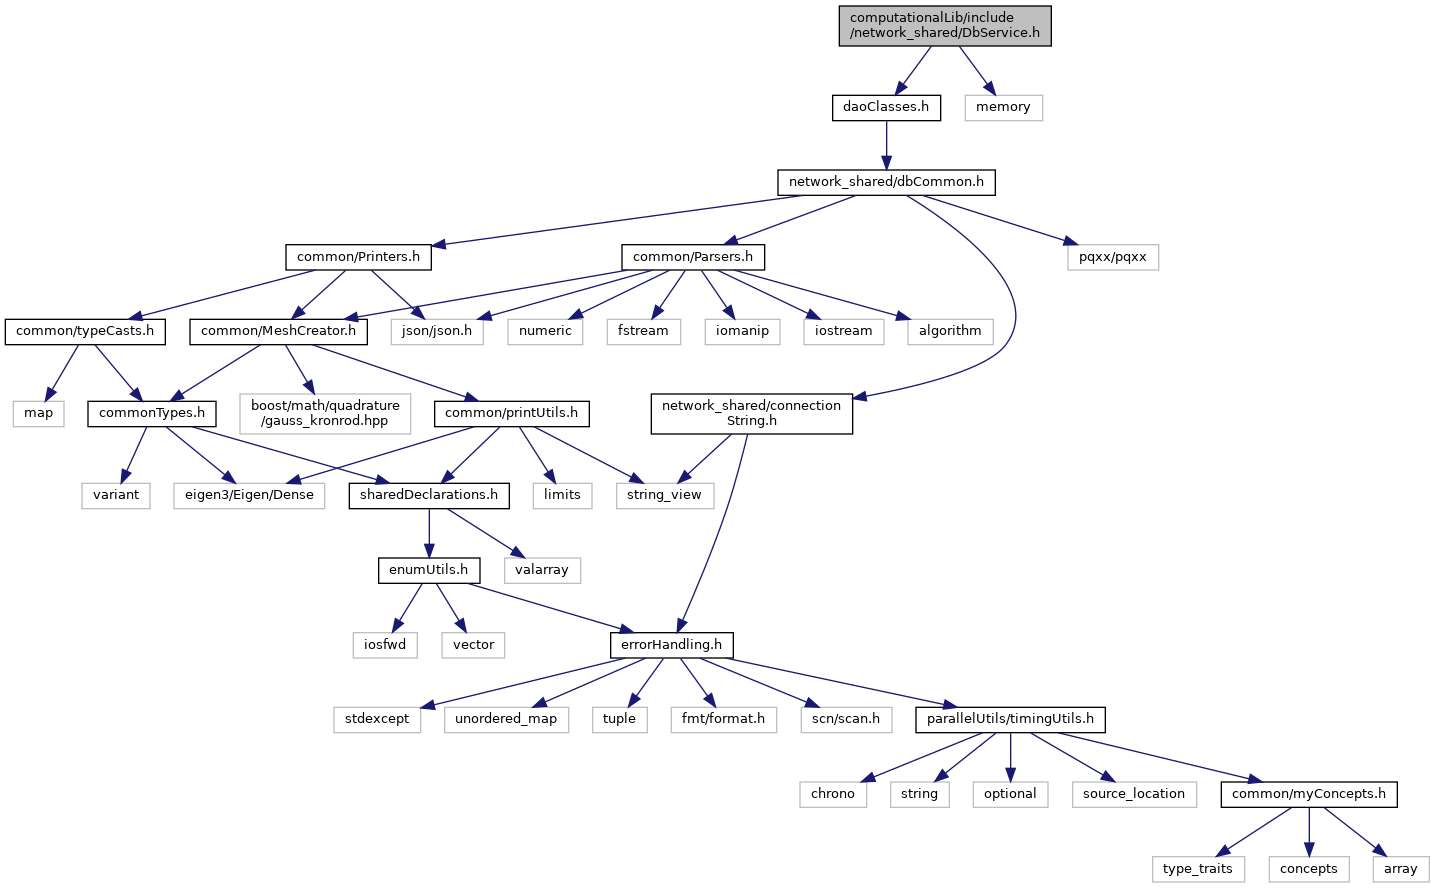 computationalLib/include
/network_shared/DbService.h
daoClasses.h
memory
network_shared/dbCommon.h
common/Printers.h
common/Parsers.h
pqxx/pqxx
common/typeCasts.h
common/MeshCreator.h
json/json.h
numeric
fstream
iomanip
iostream
algorithm
map
commonTypes.h
boost/math/quadrature
/gauss_kronrod.hpp
common/printUtils.h
network_shared/connection
String.h
variant
eigen3/Eigen/Dense
sharedDeclarations.h
limits
string_view
enumUtils.h
valarray
iosfwd
vector
errorHandling.h
stdexcept
unordered_map
tuple
fmt/format.h
scn/scan.h
parallelUtils/timingUtils.h
chrono
string
optional
source_location
common/myConcepts.h
type_traits
concepts
array